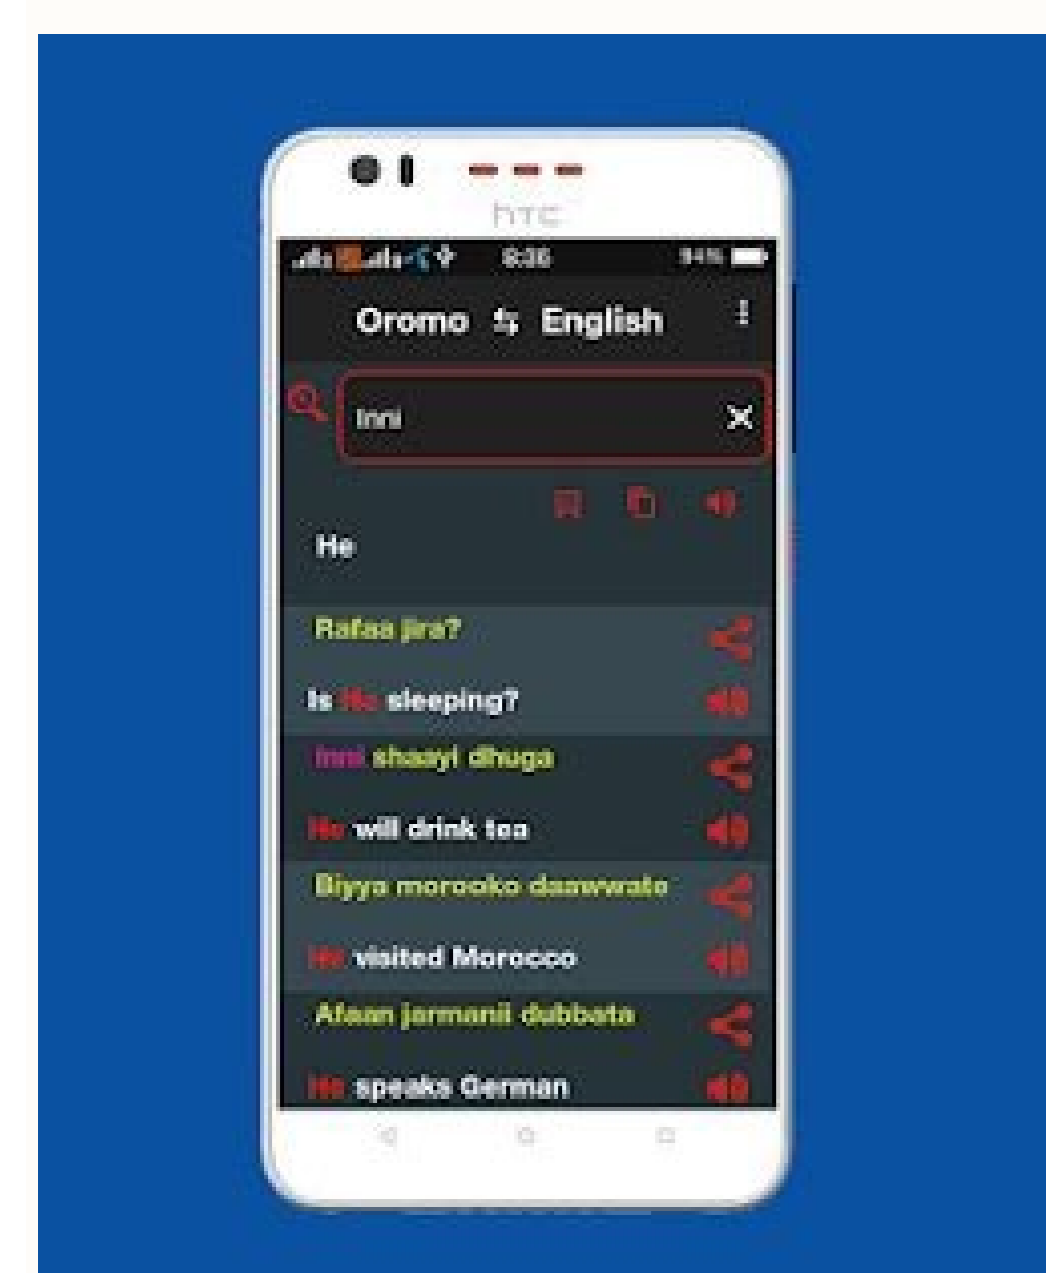 htc
8:36 94%
Oromo English
Inni
He
Rafaa jira?
Is He sleeping?
Inni shaayi dhuga
He will drink tea
Biyya morooko daawwate
He visited Morocco
Afaan jarmanii dubbata
He speaks German